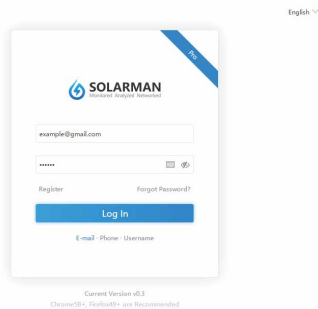 English
Pro
SOLARMAN
Monitored Analyzed Networked
example@gmail.com
••••••
Register Forgot Password?
Log In
E-mail · Phone · Username
Current Version v0.3
Chrome58+, Firefox49+ are Recommended